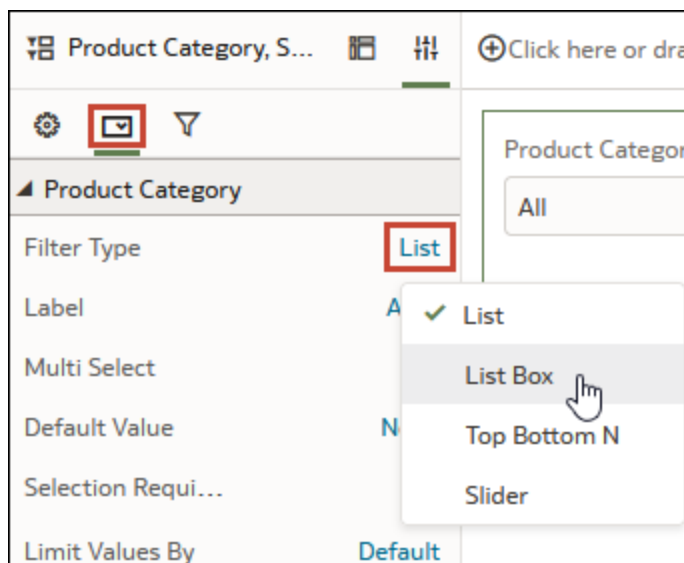 Product Category, S...
Click here or dra
Product Categor
All
Product Category
Filter Type List
Label A
Multi Select
Default Value N
Selection Requi...
Limit Values By Default
List
List Box
Top Bottom N
Slider